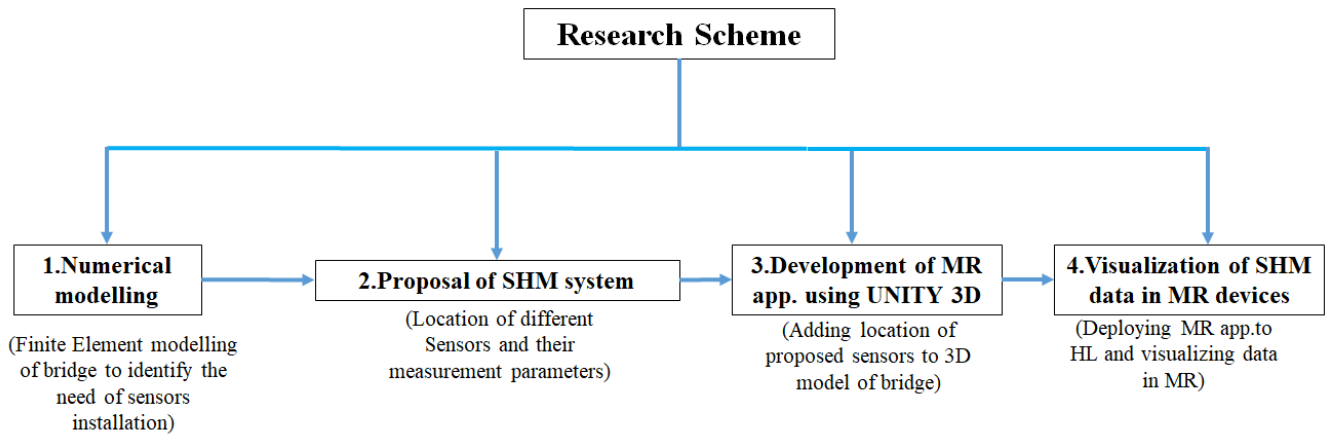 Research Scheme
1.Numerical
modelling
(Finite Element modelling
of bridge to identify the
need of sensors
installation)
2.Proposal of SHM system
(Location of different
Sensors and their
measurement parameters)
3.Development of MR
app. using UNITY 3D
(Adding location of
proposed sensors to 3D
model of bridge)
4.Visualization of SHM
data in MR devices
(Deploying MR app.to
HL and visualizing data
in MR)